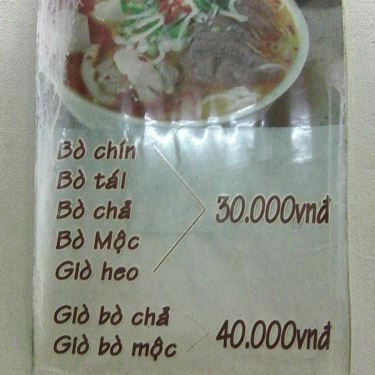 Bò chín
Bò tái
Bò chả
Bò Mộc
Giò heo
30.000vnđ
Giò bò chả
Giò bò mộc
40.000vnđ